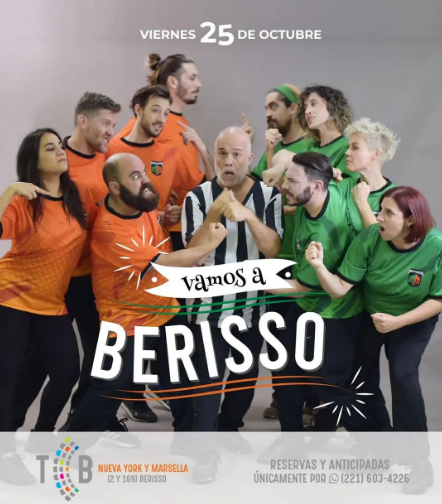 VIERNES 25 DE OCTUBRE
vamos a
BERISSO
TCB
NUEVA YORK Y MARSELLA
(2 Y 169) BERISSO
RESERVAS Y ANTICIPADAS
ÚNICAMENTE POR (221) 603-4226